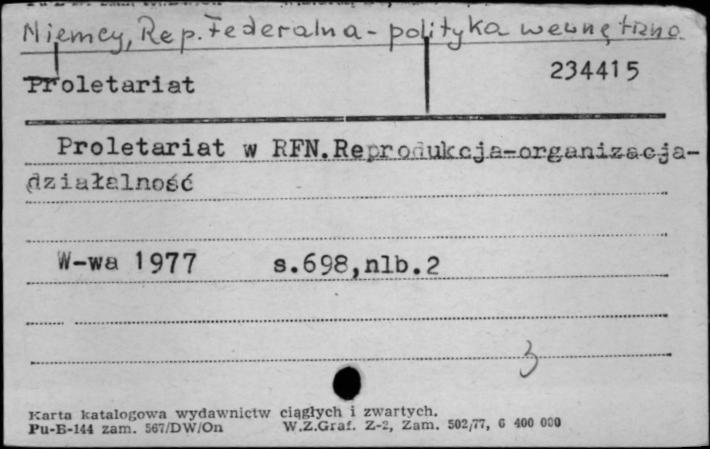 Niemcy, Rep. Federalna - polityka wewnętrzna
Proletariat
234415
Proletariat w RFN.Reprodukcja-organizacja-
działalność
W-wa 1977 s.698,nlb.2
3
Karta katalogowa wydawnictw ciągłych i zwartych.
Pu-B-144 zam. 567/DW/On W.Z.Graf. Z-2, Zam. 502/77, G 400 000